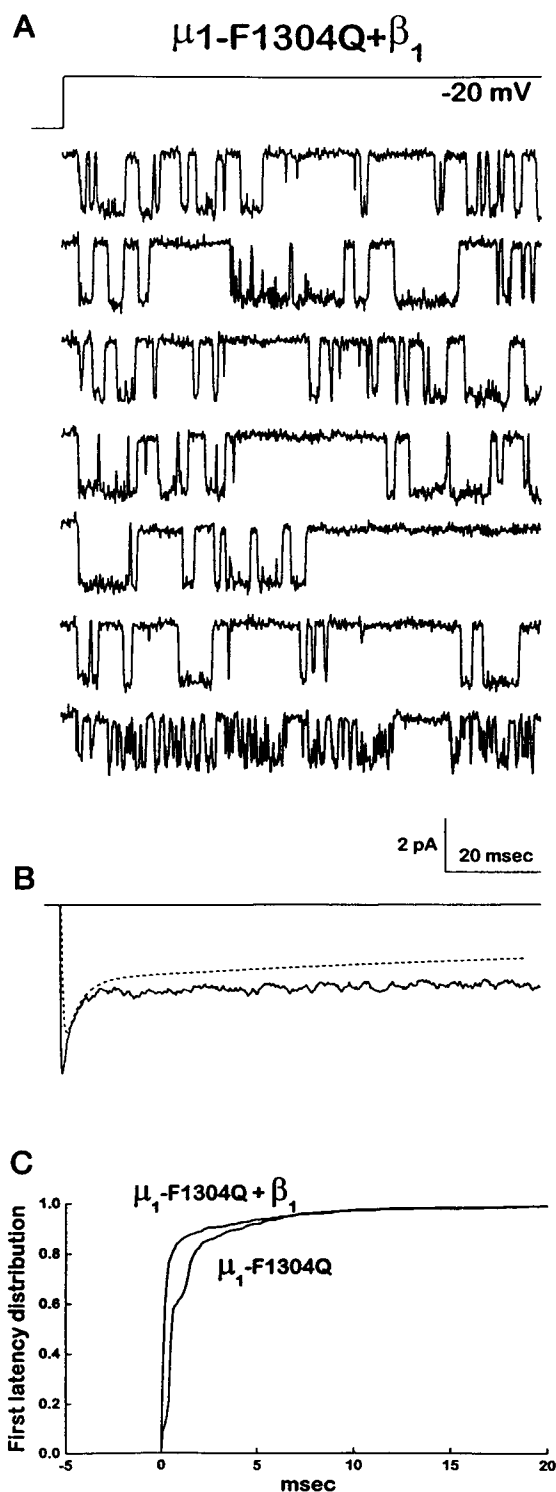 A
μ1-F1304Q+β1
-20 mV
2 pA
20 msec
B
C
μ1-F1304Q + β1
μ1-F1304Q
First latency distribution
1.0
0.8
0.6
0.4
0.2
0.0
-5 0 5 10 15 20
msec